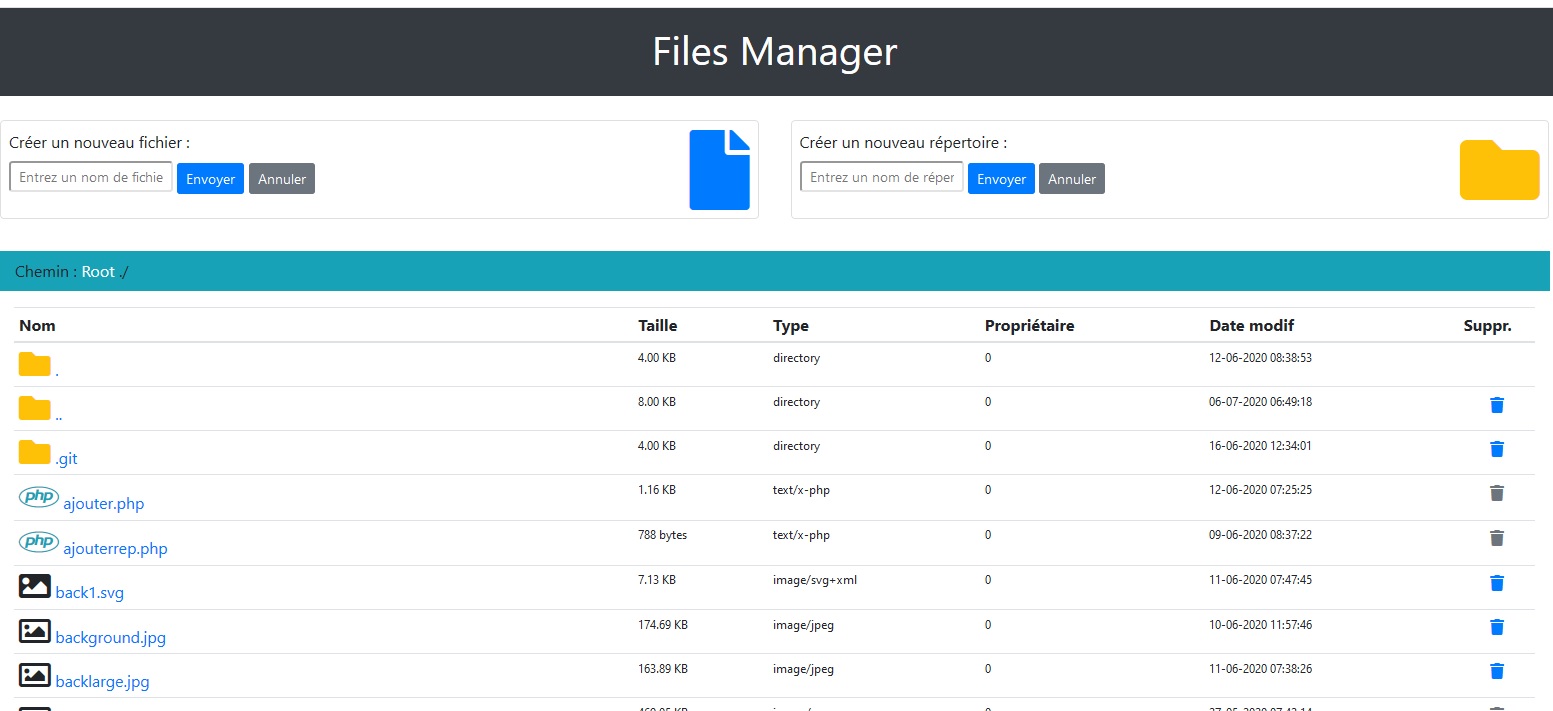 Files Manager
Créer un nouveau fichier :
Entrez un nom de fichie
Envoyer
Annuler
Créer un nouveau répertoire :
Entrez un nom de réper
Envoyer
Annuler
Chemin : Root ./
Nom Taille Type Propriétaire Date modif Suppr.
. 4.00 KB directory 0 12-06-2020 08:38:53
.. 8.00 KB directory 0 06-07-2020 06:49:18
.git 4.00 KB directory 0 16-06-2020 12:34:01
php ajouter.php 1.16 KB text/x-php 0 12-06-2020 07:25:25
php ajouterrep.php 788 bytes text/x-php 0 09-06-2020 08:37:22
back1.svg 7.13 KB image/svg+xml 0 11-06-2020 07:47:45
background.jpg 174.69 KB image/jpeg 0 10-06-2020 11:57:46
backlarge.jpg 163.89 KB image/jpeg 0 11-06-2020 07:38:26